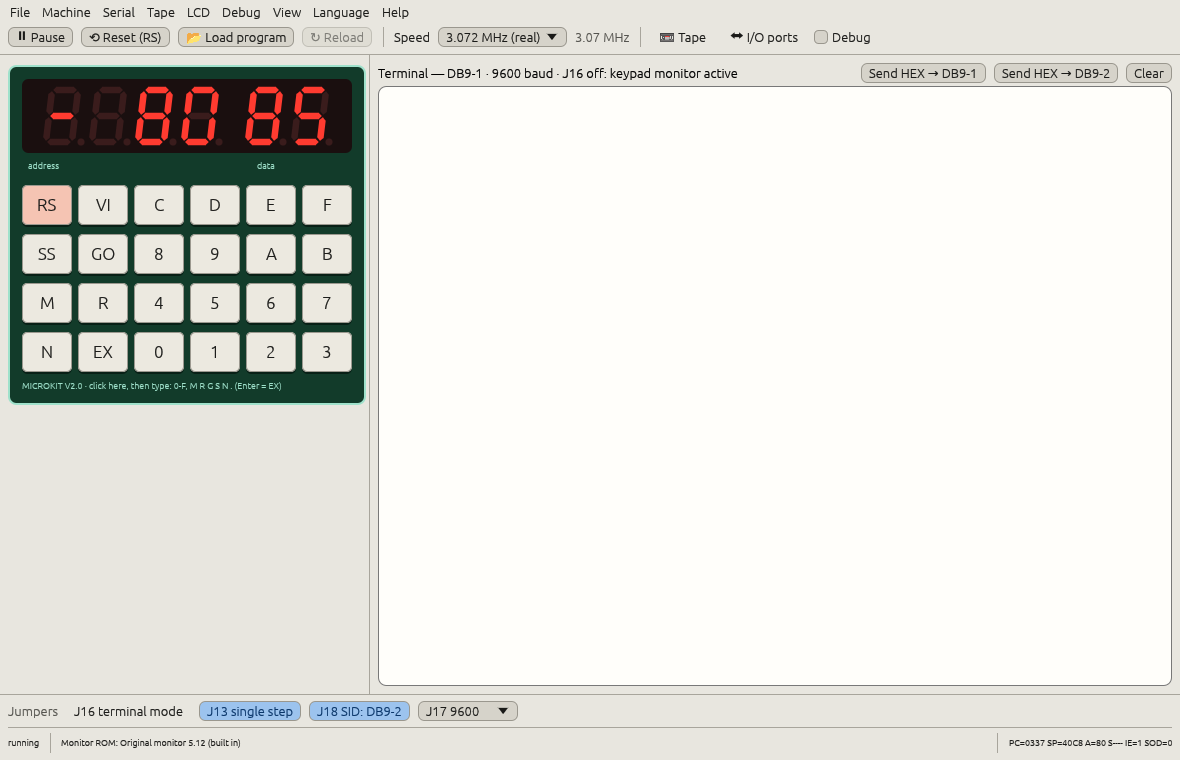 File Machine Serial Tape LCD Debug View Language Help
Pause Reset (RS) Load program Reload Speed 3.072 MHz (real) 3.07 MHz Tape I/O ports Debug
Terminal — DB9-1 · 9600 baud · J16 off: keypad monitor active Send HEX → DB9-1 Send HEX → DB9-2 Clear
- 80 85
address data
RS VI C D E F
SS GO 8 9 A B
M R 4 5 6 7
N EX 0 1 2 3
MICROKIT V2.0 · click here, then type: 0-F, M R G S N . (Enter = EX)
Jumpers J16 terminal mode J13 single step J18 SID: DB9-2 J17 9600
running Monitor ROM: Original monitor 5.12 (built in) PC=0337 SP=40C8 A=80 S---- IE=1 SOD=0